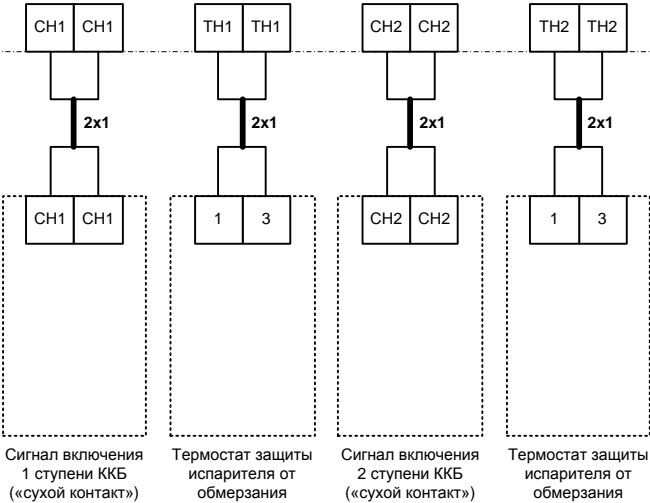 CH1 CH1 TH1 TH1 CH2 CH2 TH2 TH2
2x1 2x1 2x1 2x1
CH1 CH1 1 3 CH2 CH2 1 3
Сигнал включения
1 ступени ККБ
(«сухой контакт»)
Термостат защиты
испарителя от
обмерзания
Сигнал включения
2 ступени ККБ
(«сухой контакт»)
Термостат защиты
испарителя от
обмерзания